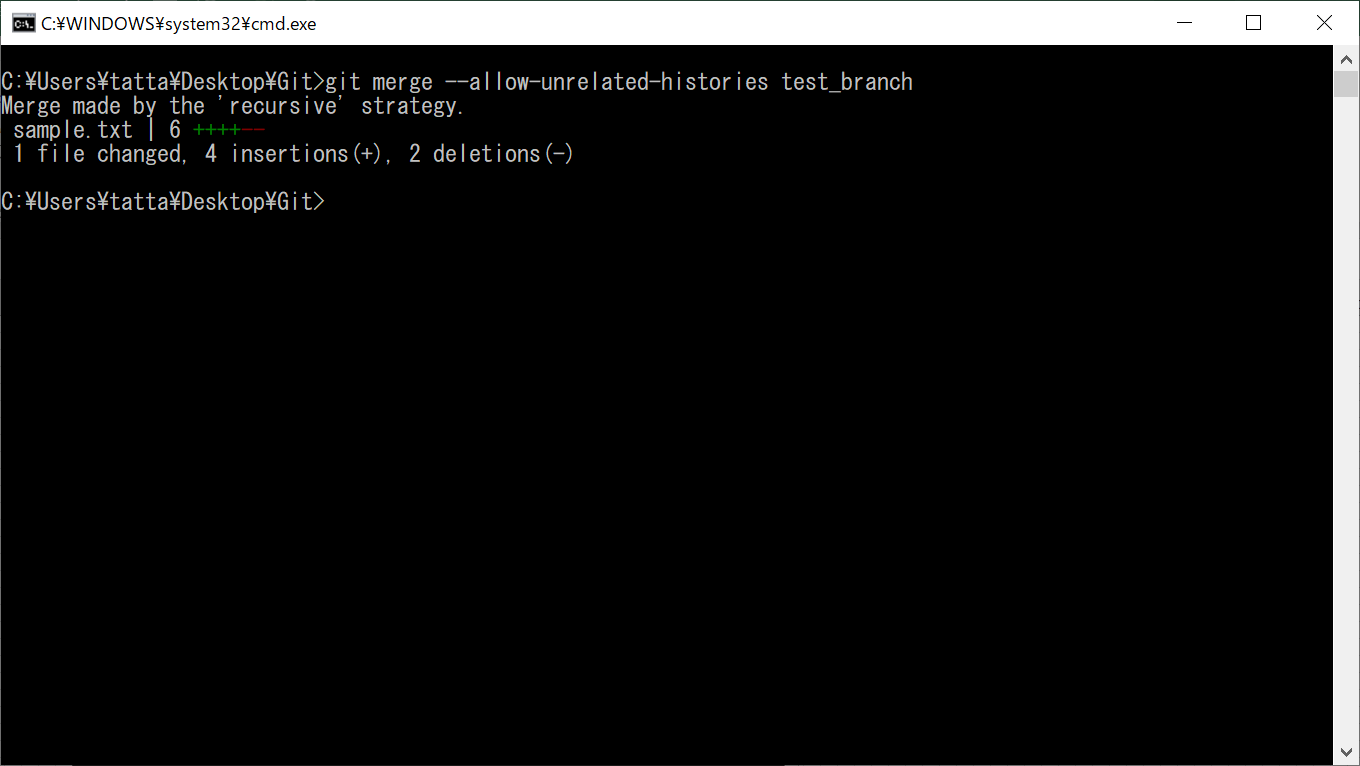 C:¥WINDOWS¥system32¥cmd.exe
C:¥Users¥tatta¥Desktop¥Git>git merge --allow-unrelated-histories test_branch
Merge made by the 'recursive' strategy.
 sample.txt | 6 ++++--
 1 file changed, 4 insertions(+), 2 deletions(-)
C:¥Users¥tatta¥Desktop¥Git>